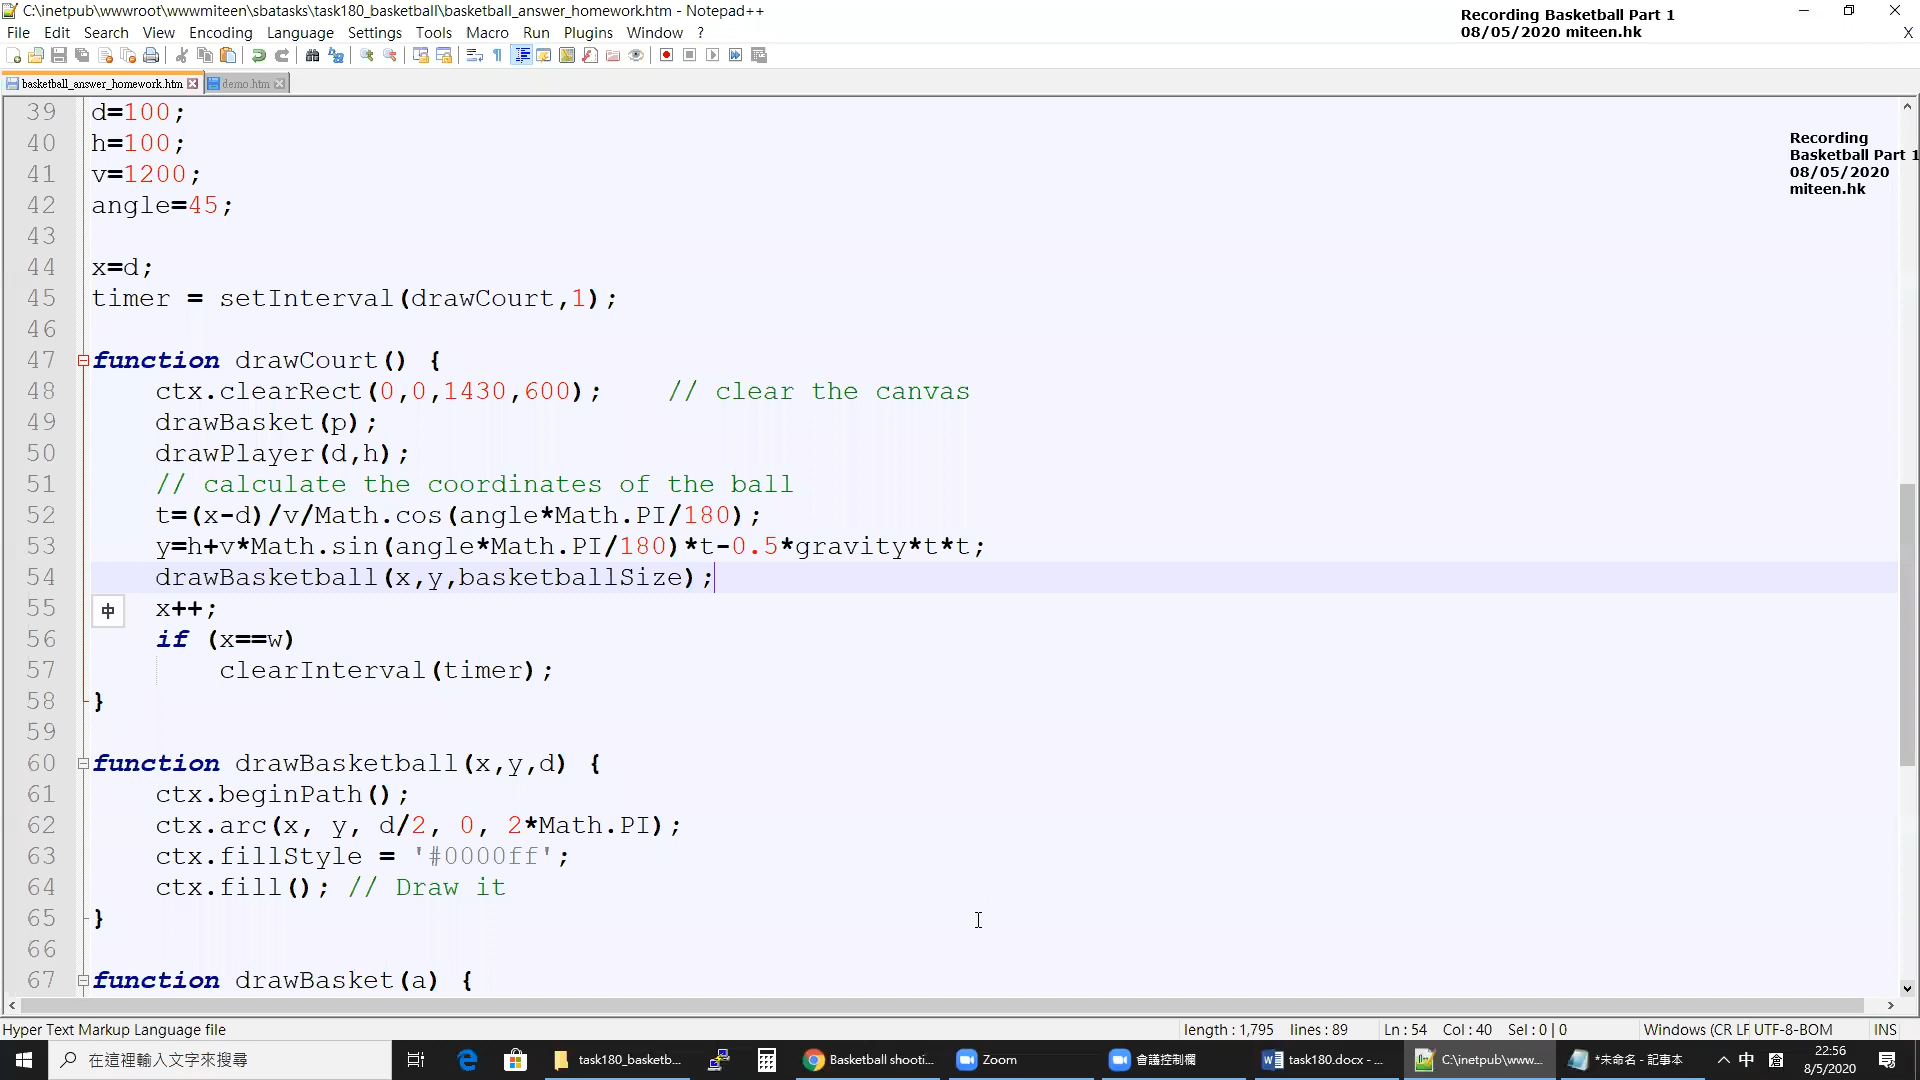 C:\inetpub\wwwroot\wwwmiteen\sbatasks\task180_basketball\basketball_answer_homework.htm - Notepad++
Recording Basketball Part 1
08/05/2020 miteen.hk
File Edit Search View Encoding Language Settings Tools Macro Run Plugins Window ?
X
basketball_answer_homework.htm
demo.htm
39 d=100;
40 h=100;
41 v=1200;
42 angle=45;
43
44 x=d;
45 timer = setInterval(drawCourt,1);
46
47 function drawCourt() {
48 ctx.clearRect(0,0,1430,600); // clear the canvas
49 drawBasket(p);
50 drawPlayer(d,h);
51 // calculate the coordinates of the ball
52 t=(x-d)/v/Math.cos(angle*Math.PI/180);
53 y=h+v*Math.sin(angle*Math.PI/180)*t-0.5*gravity*t*t;
54 drawBasketball(x,y,basketballSize);
55 x++;
中
56 if (x==w)
57 clearInterval(timer);
58 }
59
60 function drawBasketball(x,y,d) {
61 ctx.beginPath();
62 ctx.arc(x, y, d/2, 0, 2*Math.PI);
63 ctx.fillStyle = '#0000ff';
64 ctx.fill(); // Draw it
65 }
66
67 function drawBasket(a) {
Recording
Basketball Part 1
08/05/2020
miteen.hk
Hyper Text Markup Language file
length : 1,795 lines : 89
Ln : 54 Col : 40 Sel : 0 | 0
Windows (CR LF
UTF-8-BOM
INS
在這裡輸入文字來搜尋
task180_basketb...
Basketball shooti...
Zoom
會議控制欄
task180.docx - ...
C:\inetpub\www...
*未命名 - 記事本
中
倉
22:56
8/5/2020